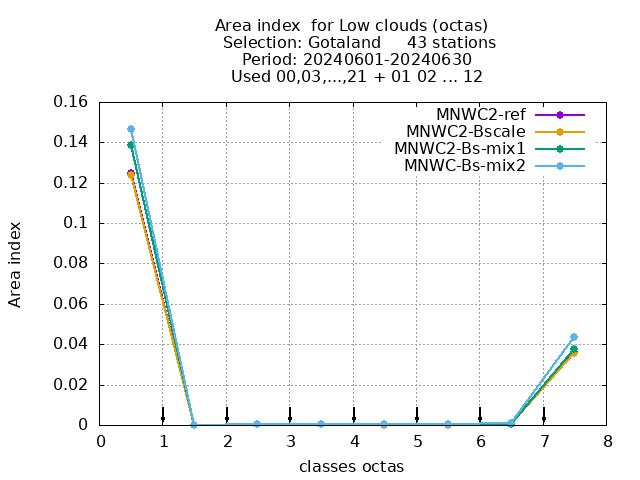 Area index  for Low clouds (octas)
Selection: Gotaland     43 stations
Period: 20240601-20240630
Used 00,03,...,21 + 01 02 ... 12
MNWC2-ref
MNWC2-Bscale
MNWC2-Bs-mix1
MNWC-Bs-mix2
Area index
0.16
0.14
0.12
0.1
0.08
0.06
0.04
0.02
0
0 1 2 3 4 5 6 7 8
classes octas